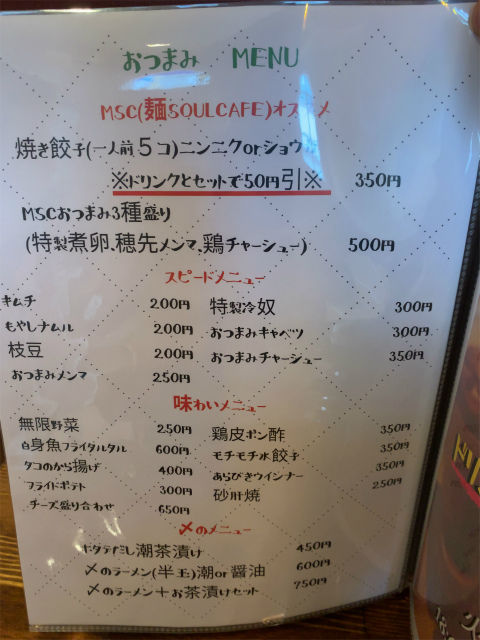 おつまみ MENU
MSC(麺SOULCAFE)オススメ
焼き餃子(一人前5コ)ニンニクorショウガ
※ドリンクとセットで50円引※ 350円
MSCおつまみ3種盛り
(特製煮卵、穂先メンマ、鶏チャーシュー) 500円
スピードメニュー
キムチ 200円 特製冷奴 300円
もやしナムル 200円 おつまみキャベツ 300円
枝豆 200円 おつまみチャーシュー 350円
おつまみメンマ 250円
味わいメニュー
無限野菜 250円 鶏皮ポン酢 350円
白身魚フライタルタル 600円 モチモチ水餃子 350円
タコのから揚げ 400円 あらびきウインナー 350円
フライドポテト 300円 砂肝焼 250円
チーズ盛り合わせ 650円
〆のメニュー
ホタテだし潮茶漬け 450円
〆のラーメン(半玉)潮or醤油 600円
〆のラーメン+お茶漬けセット 750円